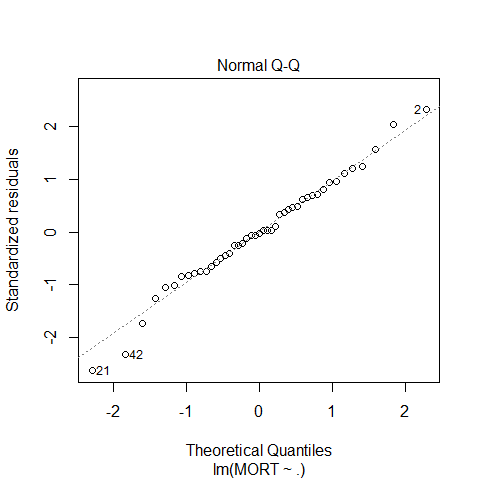 Normal Q-Q
Standardized residuals
2
1
0
-1
-2
2
42
21
-2 -1 0 1 2
Theoretical Quantiles
lm(MORT ~ .)